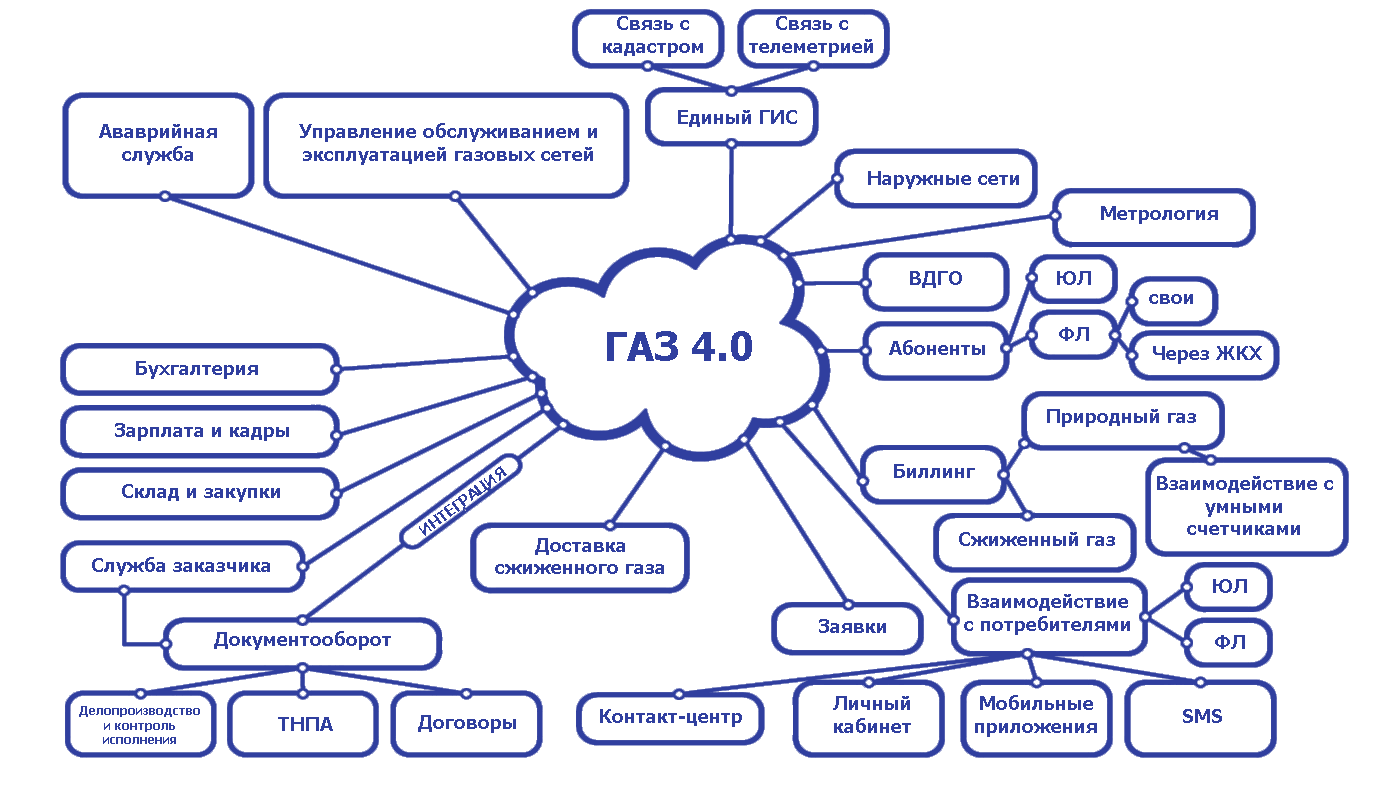 Связь с
кадастром
Связь с
телеметрией
Единый ГИС
Ававрийная
служба
Управление обслуживанием и
эксплуатацией газовых сетей
Наружные сети
Метрология
ВДГО
ЮЛ
свои
ГАЗ 4.0
Абоненты
ФЛ
Через ЖКХ
Бухгалтерия
Зарплата и кадры
Склад и закупки
Служба заказчика
ИНТЕГРАЦИЯ
Природный газ
Биллинг
Взаимодействие с
умными
счетчиками
Сжиженный газ
Доставка
сжиженного газа
Заявки
Взаимодействие
с потребителями
ЮЛ
ФЛ
Документооборот
Делопроизводство
и контроль
исполнения
ТНПА
Договоры
Контакт-центр
Личный
кабинет
Мобильные
приложения
SMS